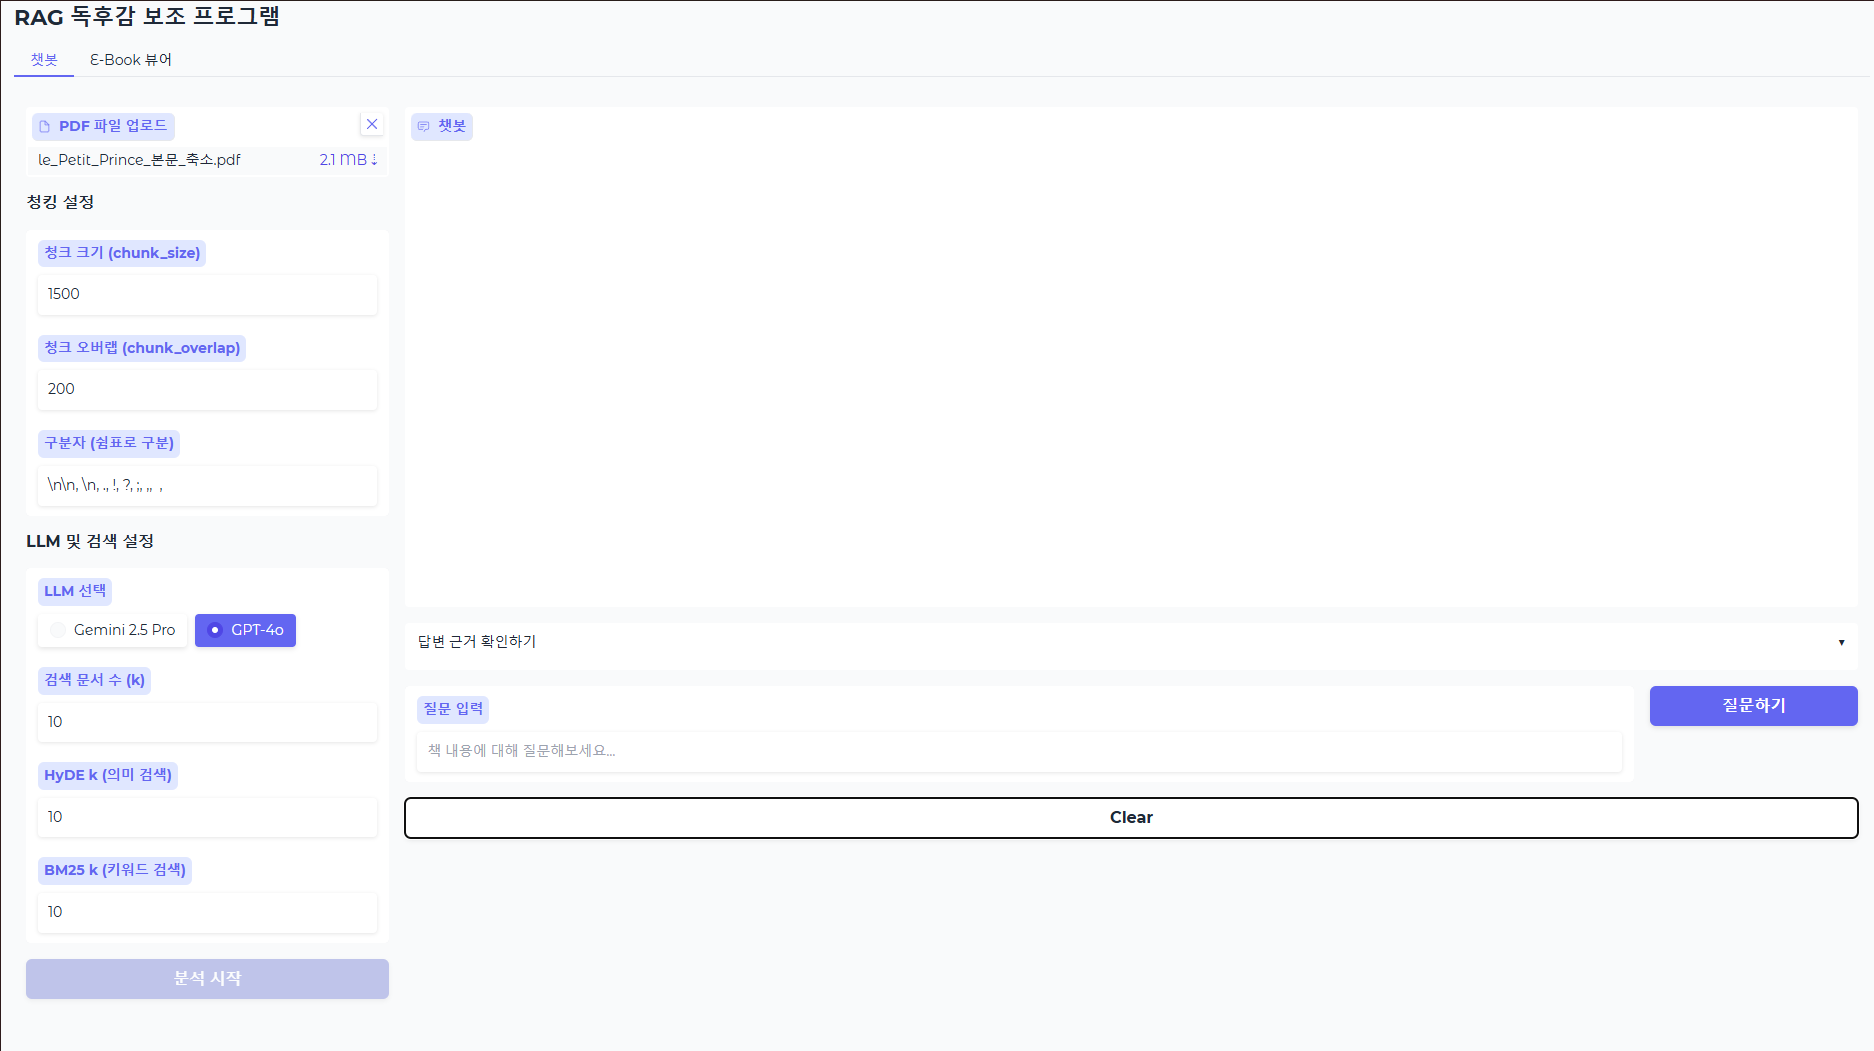 RAG 독후감 보조 프로그램
챗봇
E-Book 뷰어
PDF 파일 업로드
le_Petit_Prince_본문_축소.pdf
2.1 MB ⇣
청킹 설정
청크 크기 (chunk_size)
1500
청크 오버랩 (chunk_overlap)
200
구분자 (쉼표로 구분)
\n\n, \n, ., !, ?, ;, ,,  ,
LLM 및 검색 설정
LLM 선택
Gemini 2.5 Pro
GPT-4o
검색 문서 수 (k)
10
HyDE k (의미 검색)
10
BM25 k (키워드 검색)
10
분석 시작
챗봇
답변 근거 확인하기
질문 입력
책 내용에 대해 질문해보세요...
질문하기
Clear